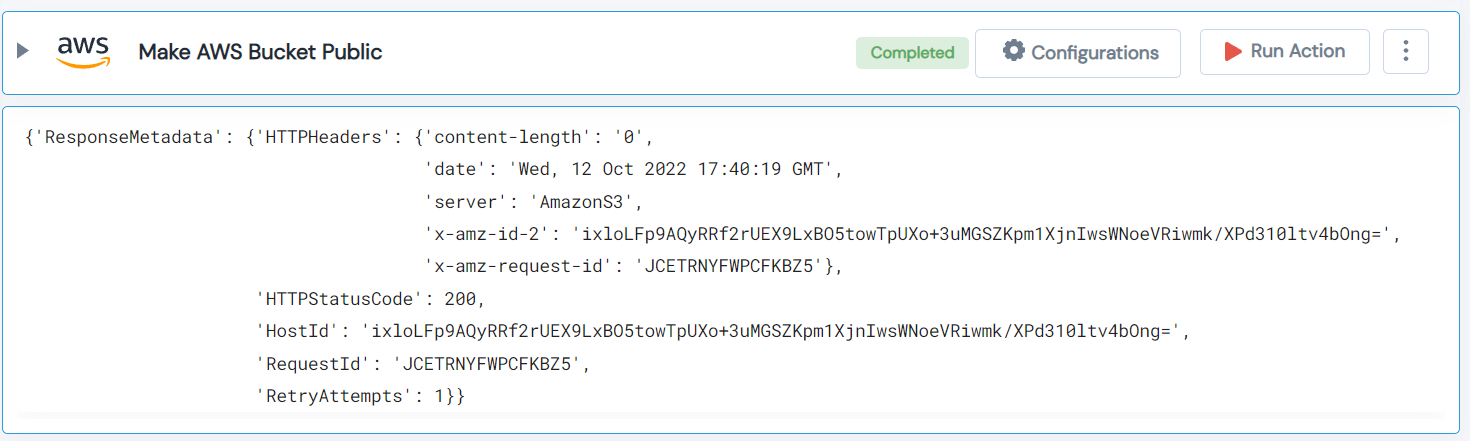 aws Make AWS Bucket Public Completed Configurations Run Action
{'ResponseMetadata': {'HTTPHeaders': {'content-length': '0',
'date': 'Wed, 12 Oct 2022 17:40:19 GMT',
'server': 'AmazonS3',
'x-amz-id-2': 'ixloLFp9AQyRRf2rUEX9LxBO5towTpUXo+3uMGSZKpm1XjnIwsWNoeVRiwmk/XPd310ltv4bOng=',
'x-amz-request-id': 'JCETRNYFWPCFKBZ5'},
'HTTPStatusCode': 200,
'HostId': 'ixloLFp9AQyRRf2rUEX9LxBO5towTpUXo+3uMGSZKpm1XjnIwsWNoeVRiwmk/XPd310ltv4bOng=',
'RequestId': 'JCETRNYFWPCFKBZ5',
'RetryAttempts': 1}}